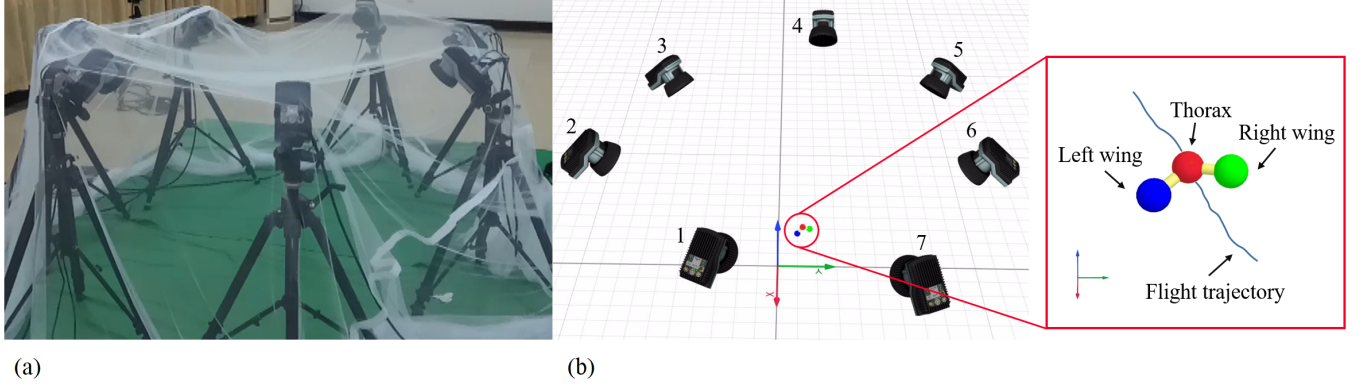 4
3
5
2
6
1
7
Y
X
Thorax
Right wing
Left wing
Flight trajectory
(a)
(b)